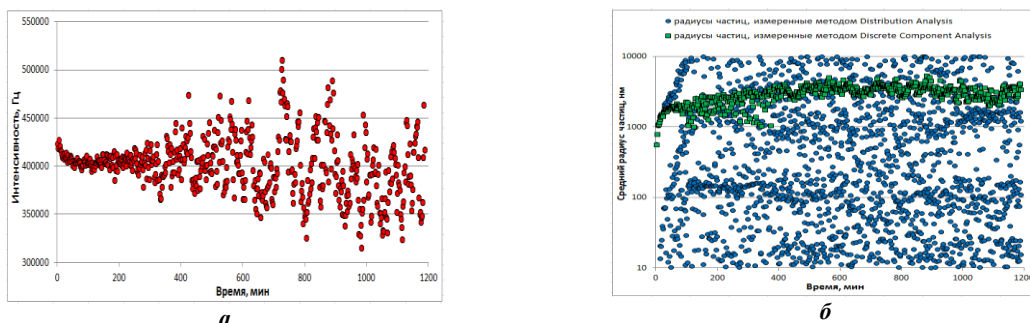 550000
500000
450000
400000
350000
300000
Интенсивность, Гц
0 200 400 600 800 1000 1200
Время, мин
а
радиусы частиц, измеренные методом Distribution Analysis
радиусы частиц, измеренные методом Discrete Component Analysis
10000
1000
100
10
Средний радиус частиц, нм
0 200 400 600 800 1000 1200
Время, мин
б